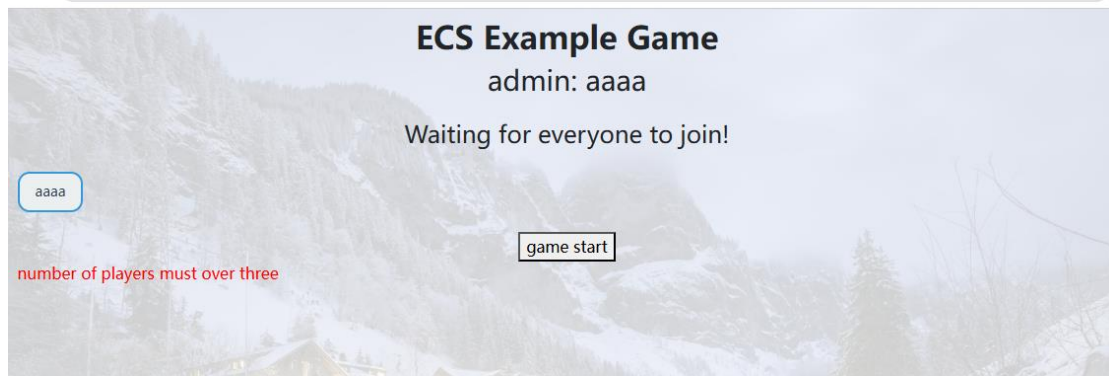 ECS Example Game
admin: aaaa
Waiting for everyone to join!
aaaa
game start
number of players must over three